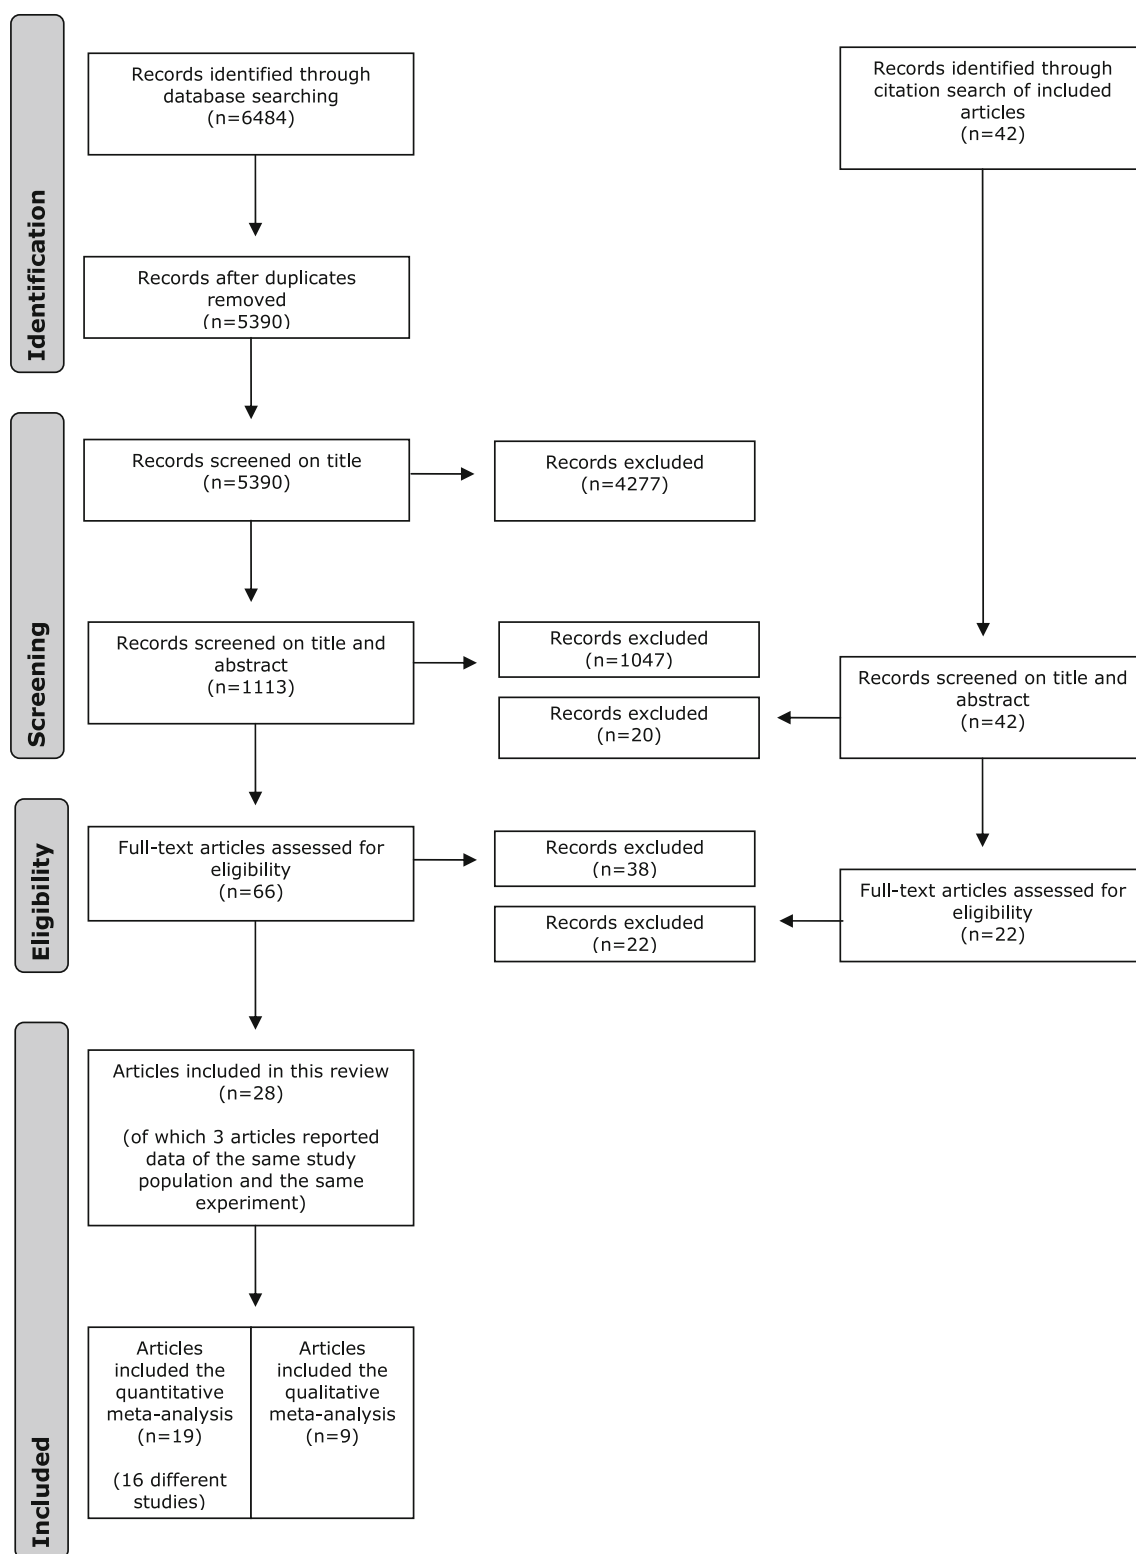 Identification
Records identified through
database searching
(n=6484)
Records identified through
citation search of included
articles
(n=42)
Records after duplicates
removed
(n=5390)
Screening
Records screened on title
(n=5390)
Records excluded
(n=4277)
Records screened on title and
abstract
(n=1113)
Records excluded
(n=1047)
Records excluded
(n=20)
Records screened on title and
abstract
(n=42)
Eligibility
Full-text articles assessed for
eligibility
(n=66)
Records excluded
(n=38)
Records excluded
(n=22)
Full-text articles assessed for
eligibility
(n=22)
Included
Articles included in this review
(n=28)
(of which 3 articles reported
data of the same study
population and the same
experiment)
Articles
included the
quantitative
meta-analysis
(n=19)
(16 different
studies)
Articles
included the
qualitative
meta-analysis
(n=9)